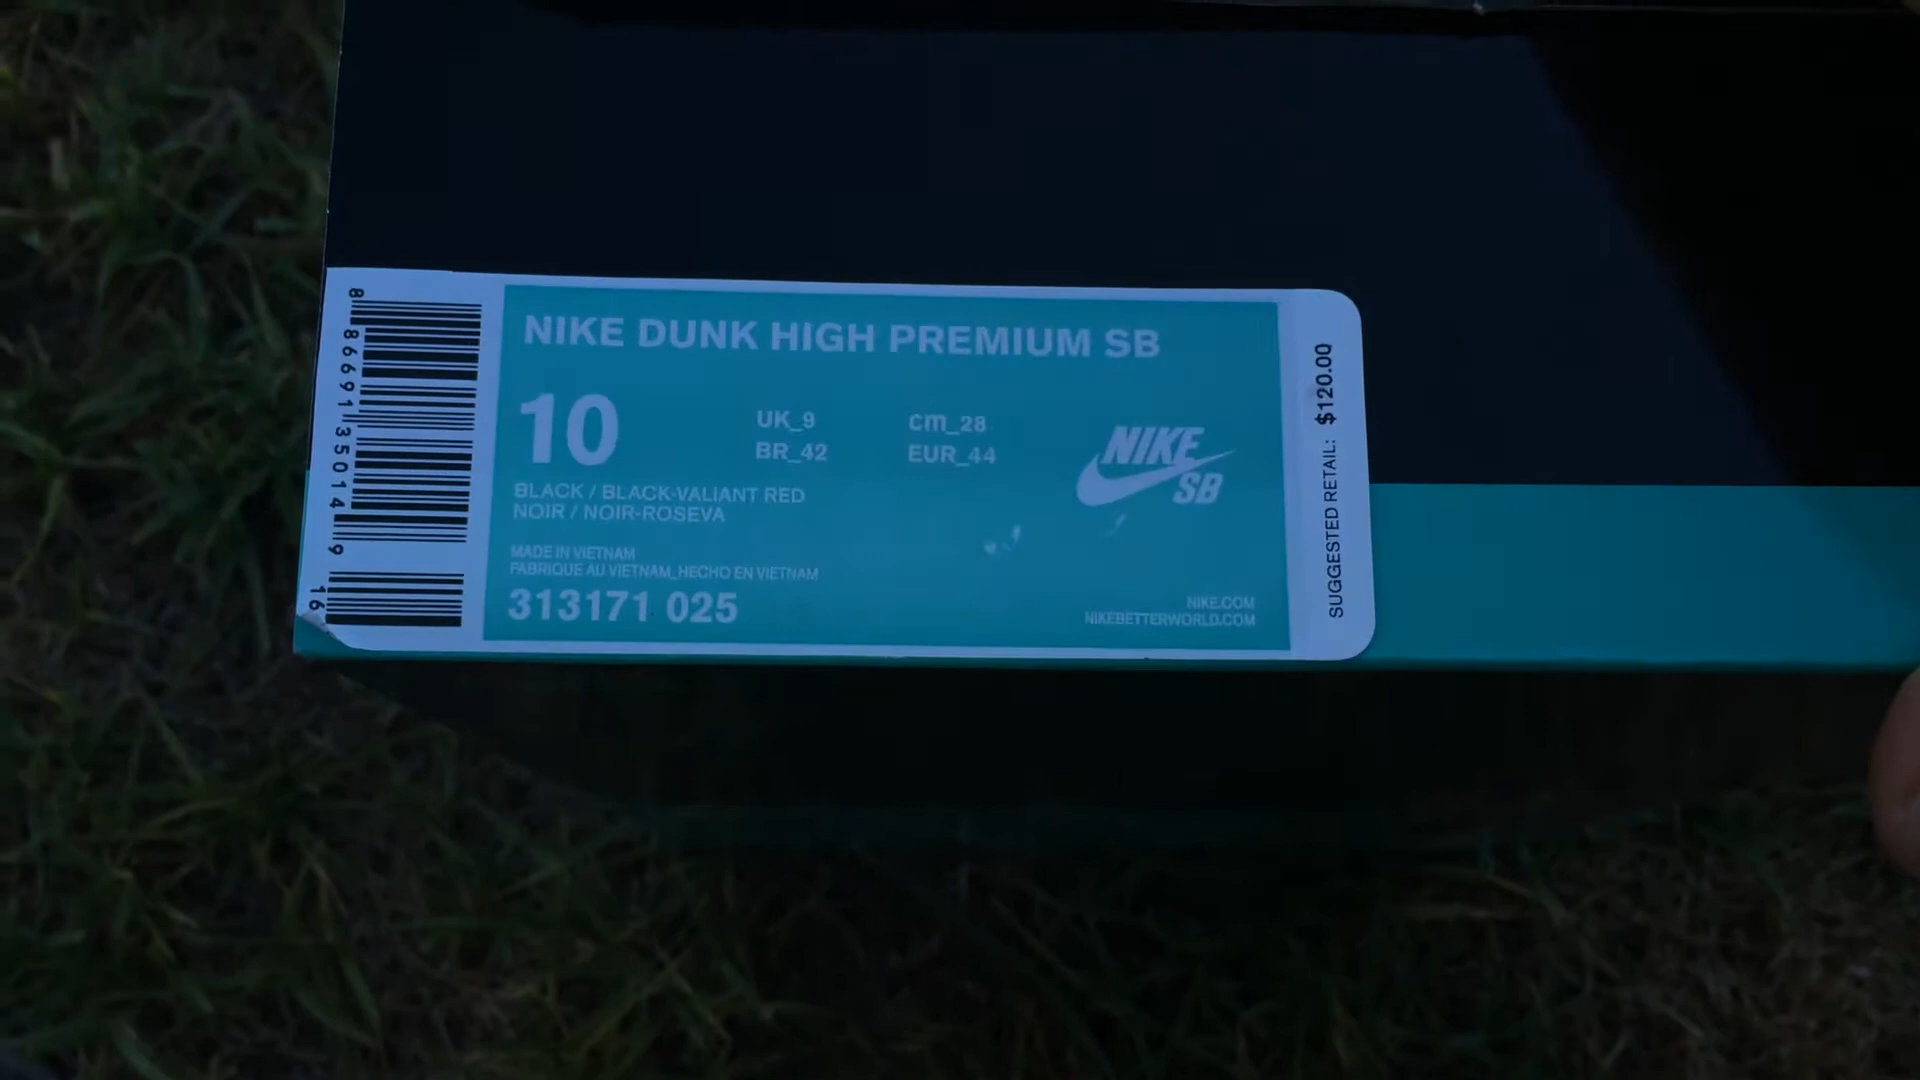 NIKE DUNK HIGH PREMIUM SB
10
UK_9
cm_28
BR_42
EUR_44
BLACK / BLACK-VALIANT RED
NOIR / NOIR-ROSEVA
MADE IN VIETNAM
FABRIQUE AU VIETNAM_HECHO EN VIETNAM
313171 025
NIKE
SB
NIKE.COM
NIKEBETTERWORLD.COM
SUGGESTED RETAIL: $120.00
8 86691 35014 9
16